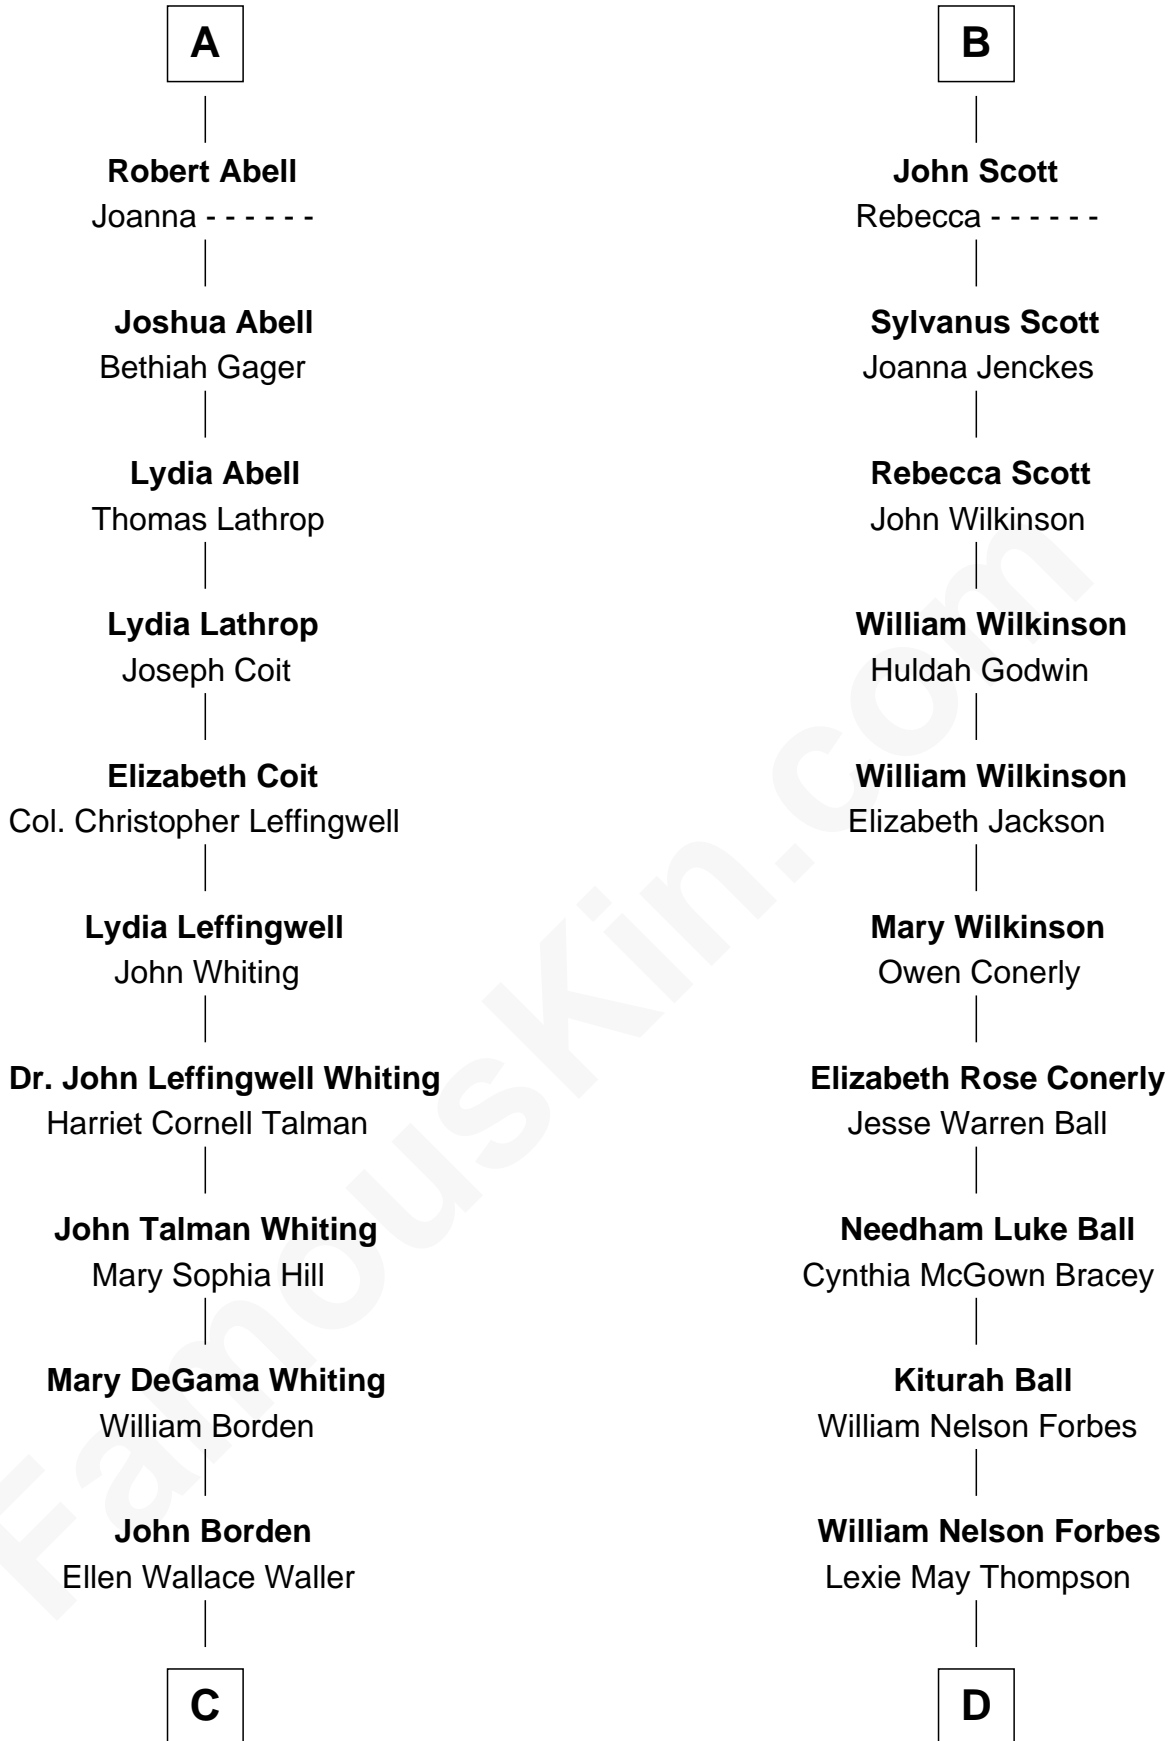 A
Robert Abell
Joanna - - - - - -
Joshua Abell
Bethiah Gager
Lydia Abell
Thomas Lathrop
Lydia Lathrop
Joseph Coit
Elizabeth Coit
Col. Christopher Leffingwell
Lydia Leffingwell
John Whiting
Dr. John Leffingwell Whiting
Harriet Cornell Talman
John Talman Whiting
Mary Sophia Hill
Mary DeGama Whiting
William Borden
John Borden
Ellen Wallace Waller
C
B
John Scott
Rebecca - - - - - -
Sylvanus Scott
Joanna Jenckes
Rebecca Scott
John Wilkinson
William Wilkinson
Huldah Godwin
William Wilkinson
Elizabeth Jackson
Mary Wilkinson
Owen Conerly
Elizabeth Rose Conerly
Jesse Warren Ball
Needham Luke Ball
Cynthia McGown Bracey
Kiturah Ball
William Nelson Forbes
William Nelson Forbes
Lexie May Thompson
D
FamousKin.com